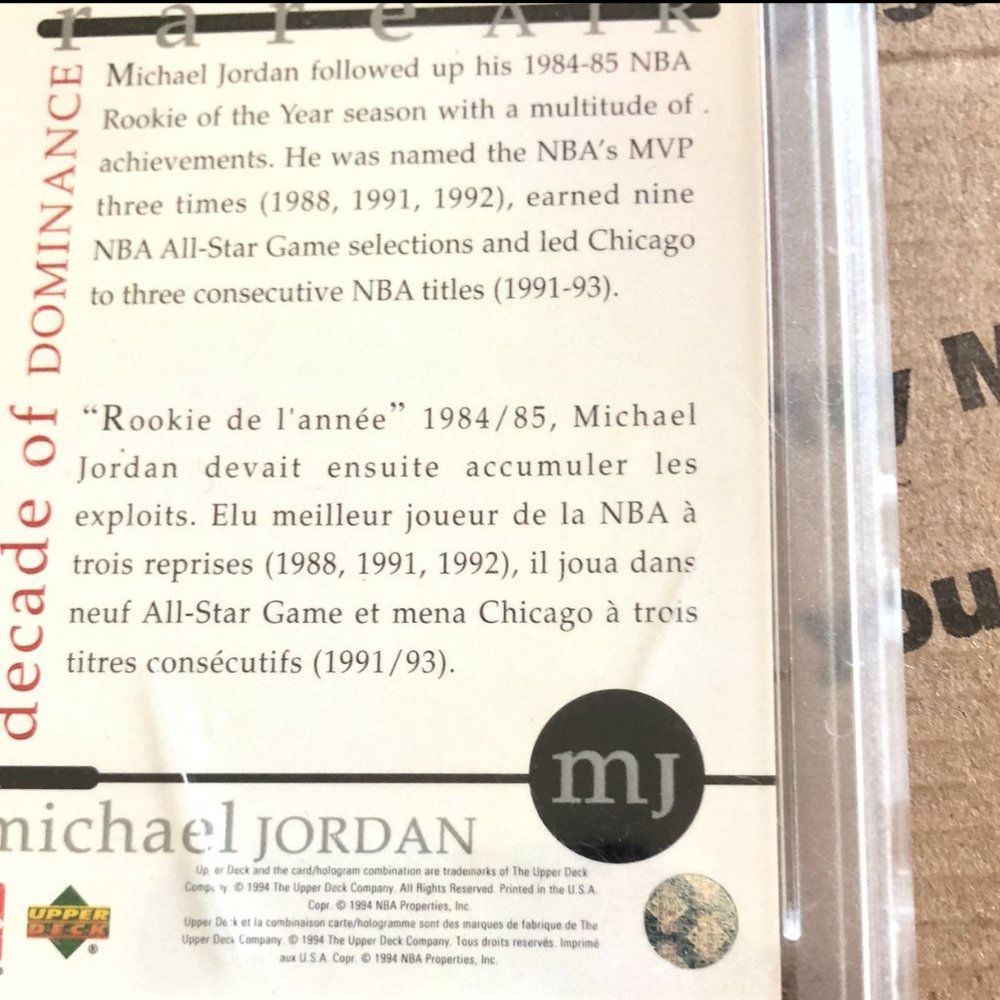 rare AIR
decade of DOMINANCE
Michael Jordan followed up his 1984-85 NBA
Rookie of the Year season with a multitude of
achievements. He was named the NBA's MVP
three times (1988, 1991, 1992), earned nine
NBA All-Star Game selections and led Chicago
to three consecutive NBA titles (1991-93).
“Rookie de l'année” 1984/85, Michael
Jordan devait ensuite accumuler les
exploits. Elu meilleur joueur de la NBA à
trois reprises (1988, 1991, 1992), il joua dans
neuf All-Star Game et mena Chicago à trois
titres consécutifs (1991/93).
mJ
michael JORDAN
Upper Deck and the card/hologram combination are trademarks of The Upper Deck
Company. © 1994 The Upper Deck Company. All Rights Reserved. Printed in the U.S.A.
Copr. © 1994 NBA Properties, Inc.
Upper Deck et la combinaison carte/hologramme sont des marques de fabrique de The
Upper Deck Company. © 1994 The Upper Deck Company. Tous droits reservés. Imprimé
aux U.S.A. Copr. © 1994 NBA Properties, Inc.
UPPER
DECK
®